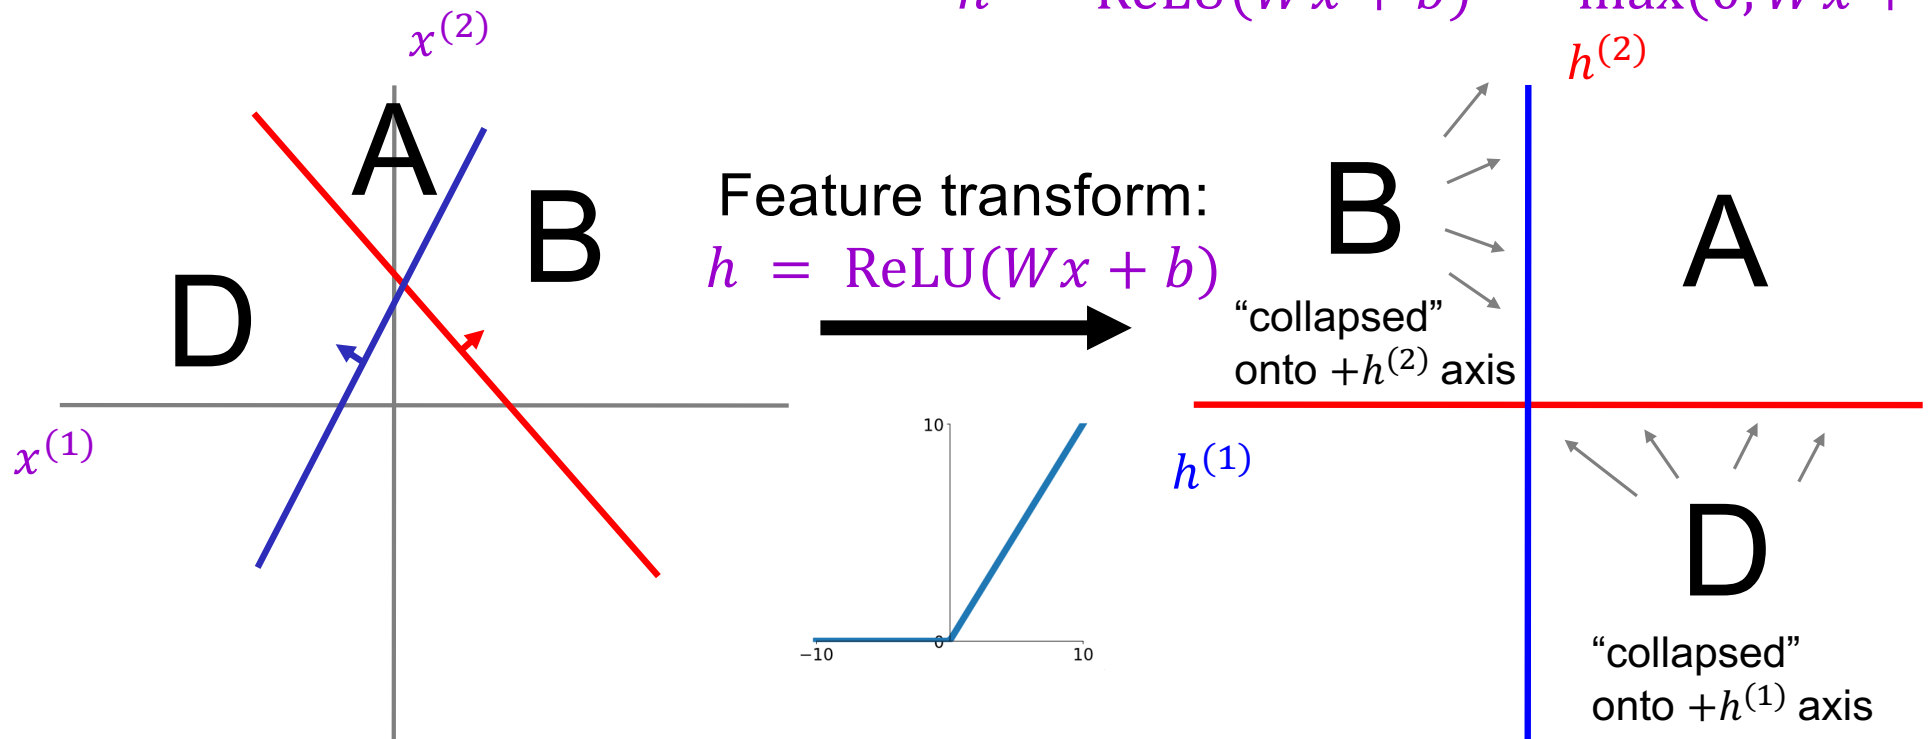 h = ReLU(Wx + b) = max(0, Wx +
x^(2)
h^(2)
A
B
D
x^(1)
Feature transform:
h = ReLU(Wx + b)
10
0
−10
10
B
A
“collapsed”
onto +h^(2) axis
h^(1)
D
“collapsed”
onto +h^(1) axis